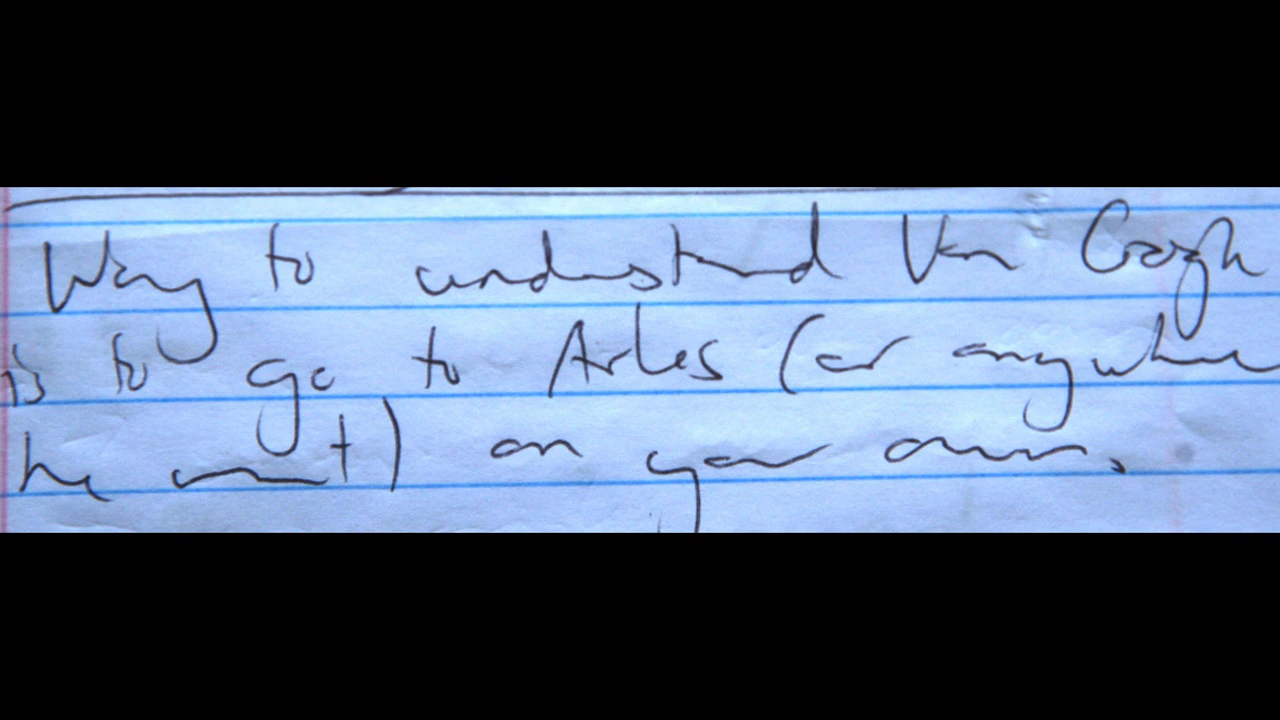 Way to understand Van Gogh
is to go to Arles (or anywhere
he went) on your own.